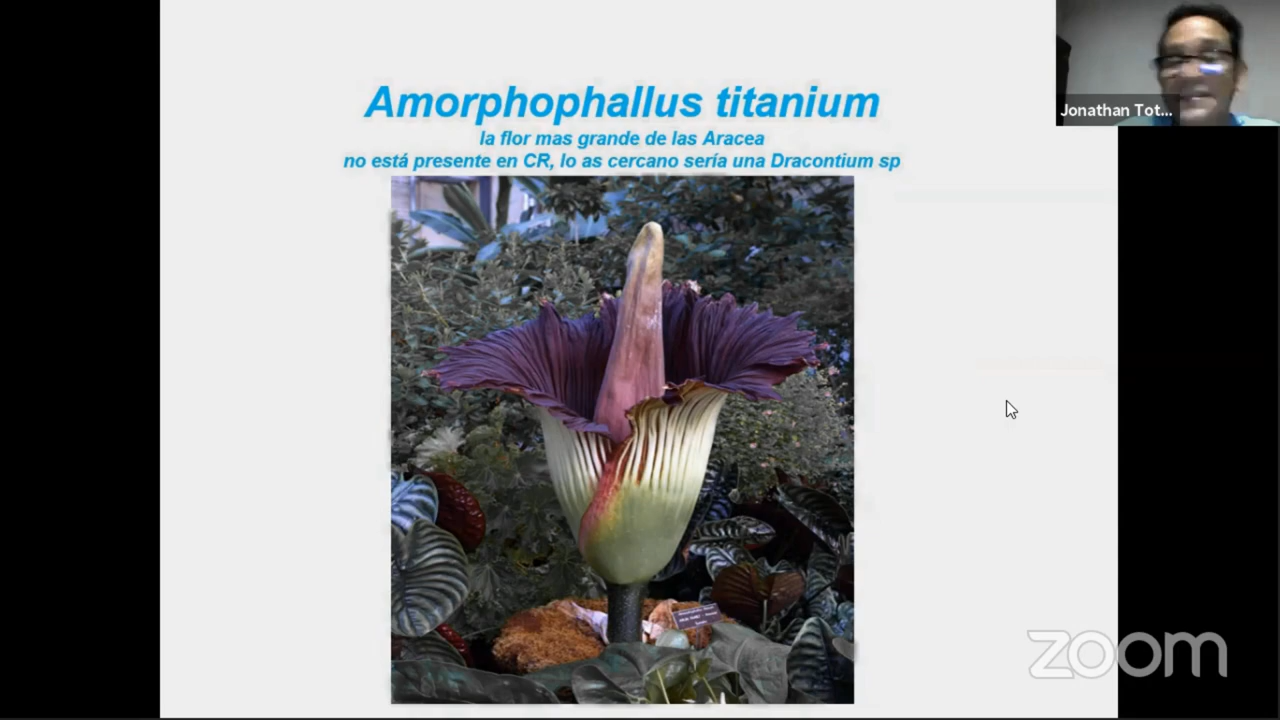 Amorphophallus titanium
la flor mas grande de las Aracea
no está presente en CR, lo as cercano sería una Dracontium sp
Jonathan Tot...
zoom